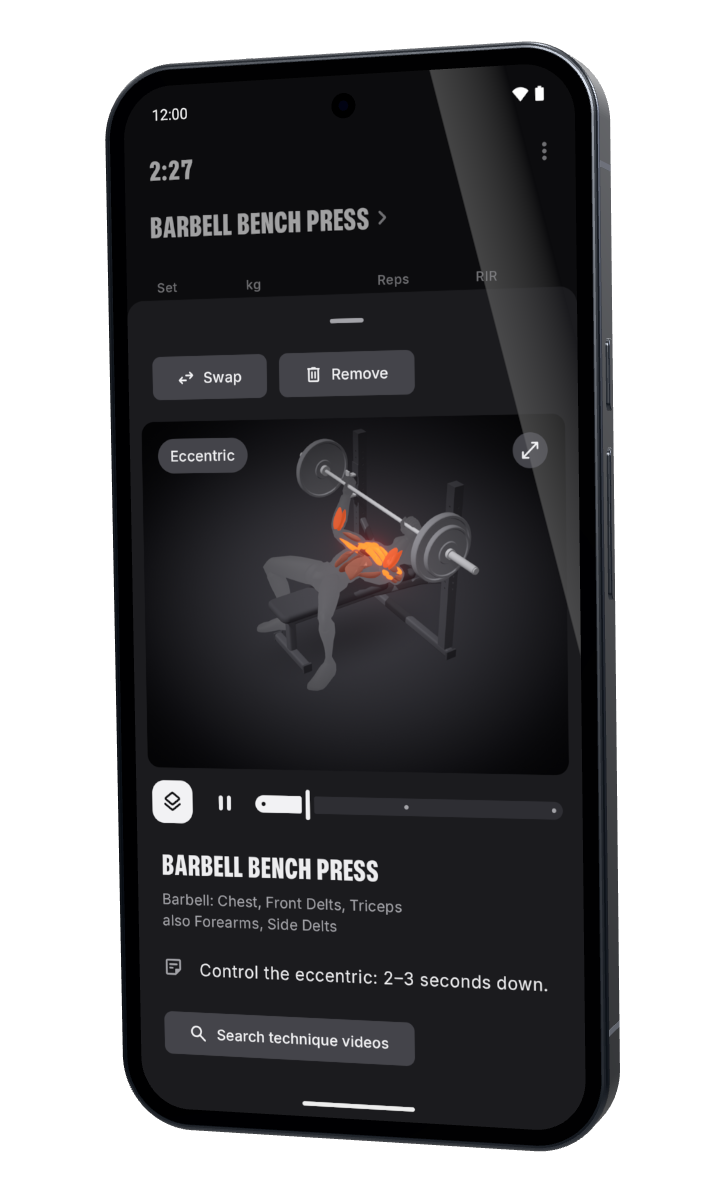 12:00
2:27
BARBELL BENCH PRESS
Set kg Reps RIR
Swap Remove
Eccentric
BARBELL BENCH PRESS
Barbell: Chest, Front Delts, Triceps
also Forearms, Side Delts
Control the eccentric: 2–3 seconds down.
Search technique videos